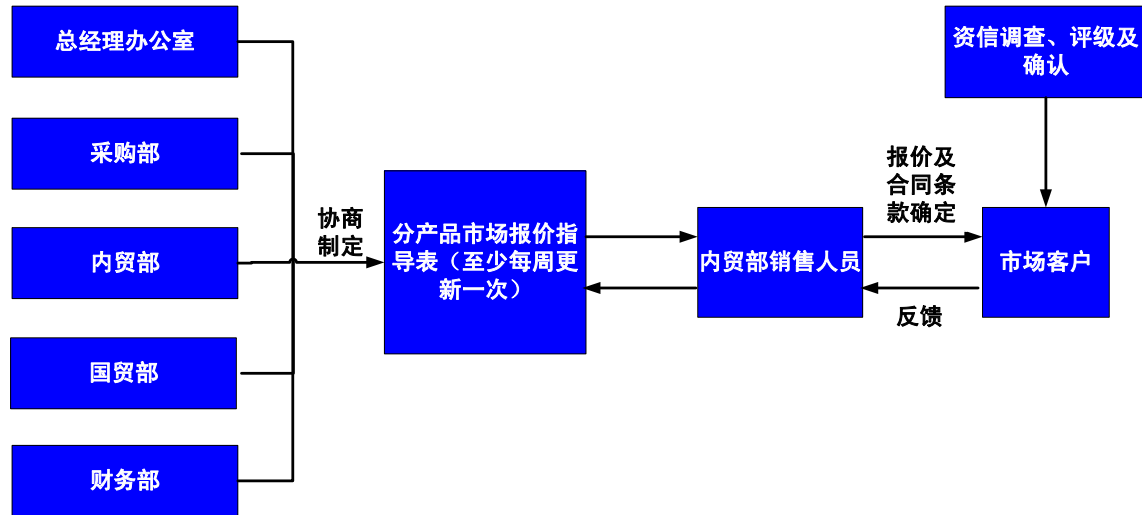 总经理办公室
采购部
内贸部
国贸部
财务部
协商
制定
分产品市场报价指
导表（至少每周更
新一次）
内贸部销售人员
报价及
合同条
款确定
反馈
资信调查、评级及
确认
市场客户